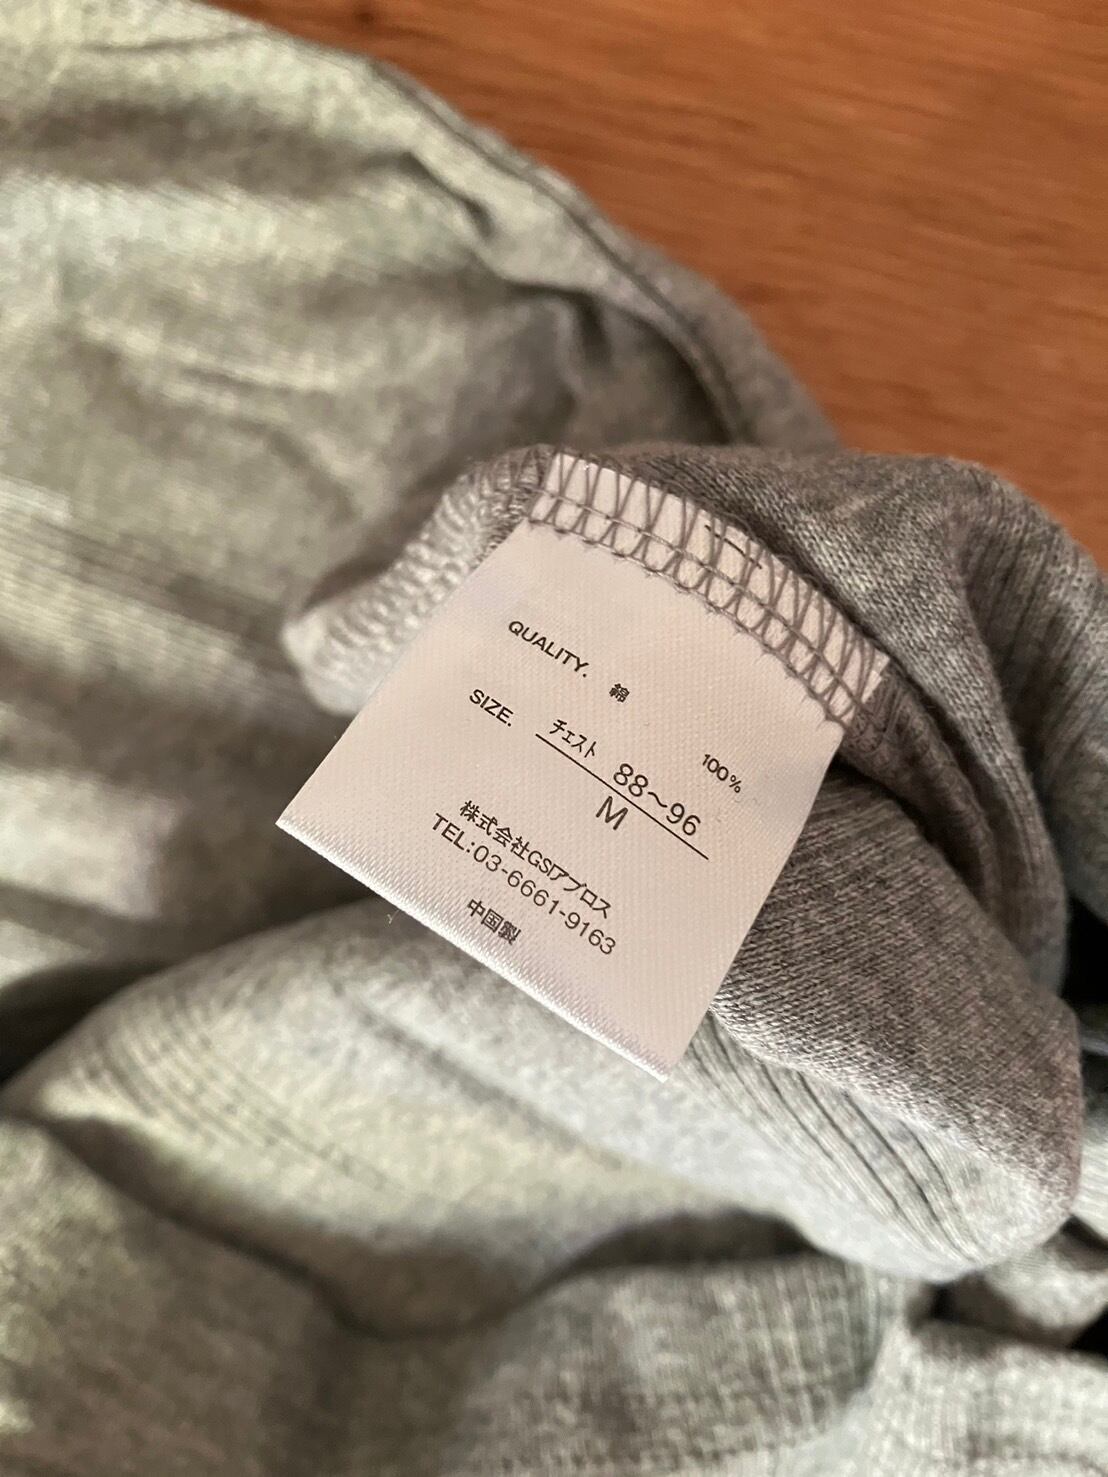 QUALITY. 綿 100%
SIZE. チェスト 88～96
M
株式会社GSIアブロス
TEL:03-6661-9163
中国製